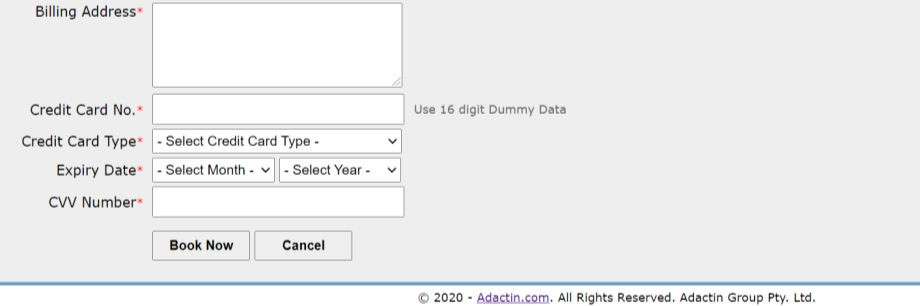 Billing Address*
Credit Card No.* Use 16 digit Dummy Data
Credit Card Type* - Select Credit Card Type -
Expiry Date* - Select Month - - Select Year -
CVV Number*
Book Now Cancel
© 2020 - Adactin.com. All Rights Reserved. Adactin Group Pty. Ltd.